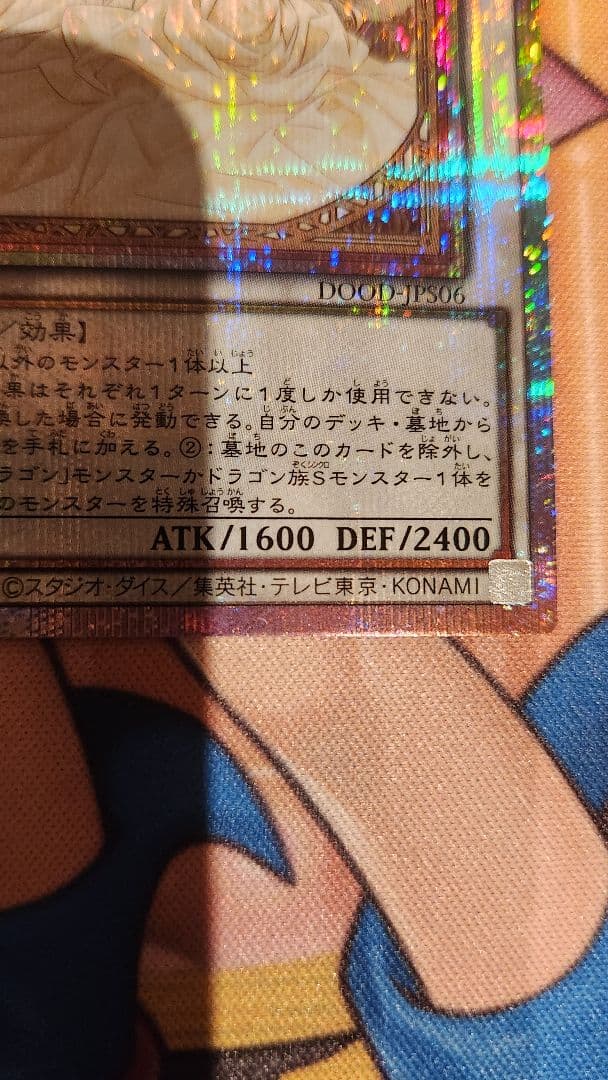 DOOD-JPS06
／効果】
以外のモンスター１体以上
果はそれぞれ１ターンに１度しか使用できない。
した場合に発動できる。自分のデッキ・墓地から
を手札に加える。②：墓地のこのカードを除外し、
ラゴン」モンスターかドラゴン族Ｓモンスター１体を
のモンスターを特殊召喚する。
ATK/1600 DEF/2400
©スタジオ・ダイス／集英社・テレビ東京・KONAMI